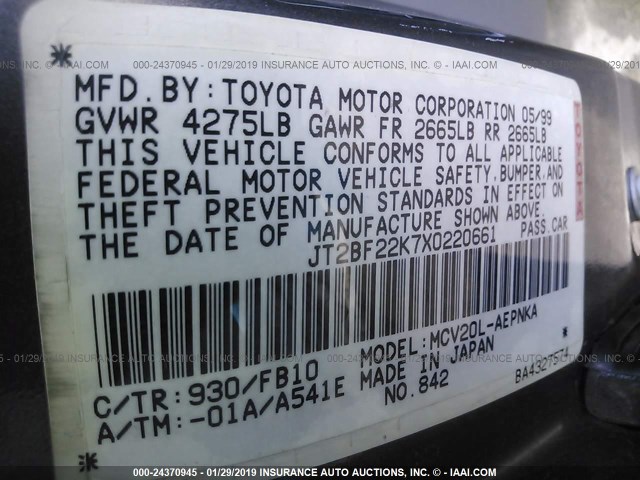 000-24370945 - 01/29/2019 INSURANCE AUTO AUCTIONS, INC. - © IAAI.COM
MFD. BY: TOYOTA MOTOR CORPORATION 05/99
GVWR 4275LB GAWR FR 2665LB RR 2665LB
THIS VEHICLE CONFORMS TO ALL APPLICABLE
FEDERAL MOTOR VEHICLE SAFETY, BUMPER, AND
THEFT PREVENTION STANDARDS IN EFFECT ON
THE DATE OF MANUFACTURE SHOWN ABOVE.
JT2BF22K7X0220661 PASS. CAR
C/TR: 930/FB10 MODEL: MCV20L-AEPNKA
A/TM: -01A/A541E MADE IN JAPAN
NO. 842
000-24370945 - 01/29/2019 INSURANCE AUTO AUCTIONS, INC. - © IAAI.COM